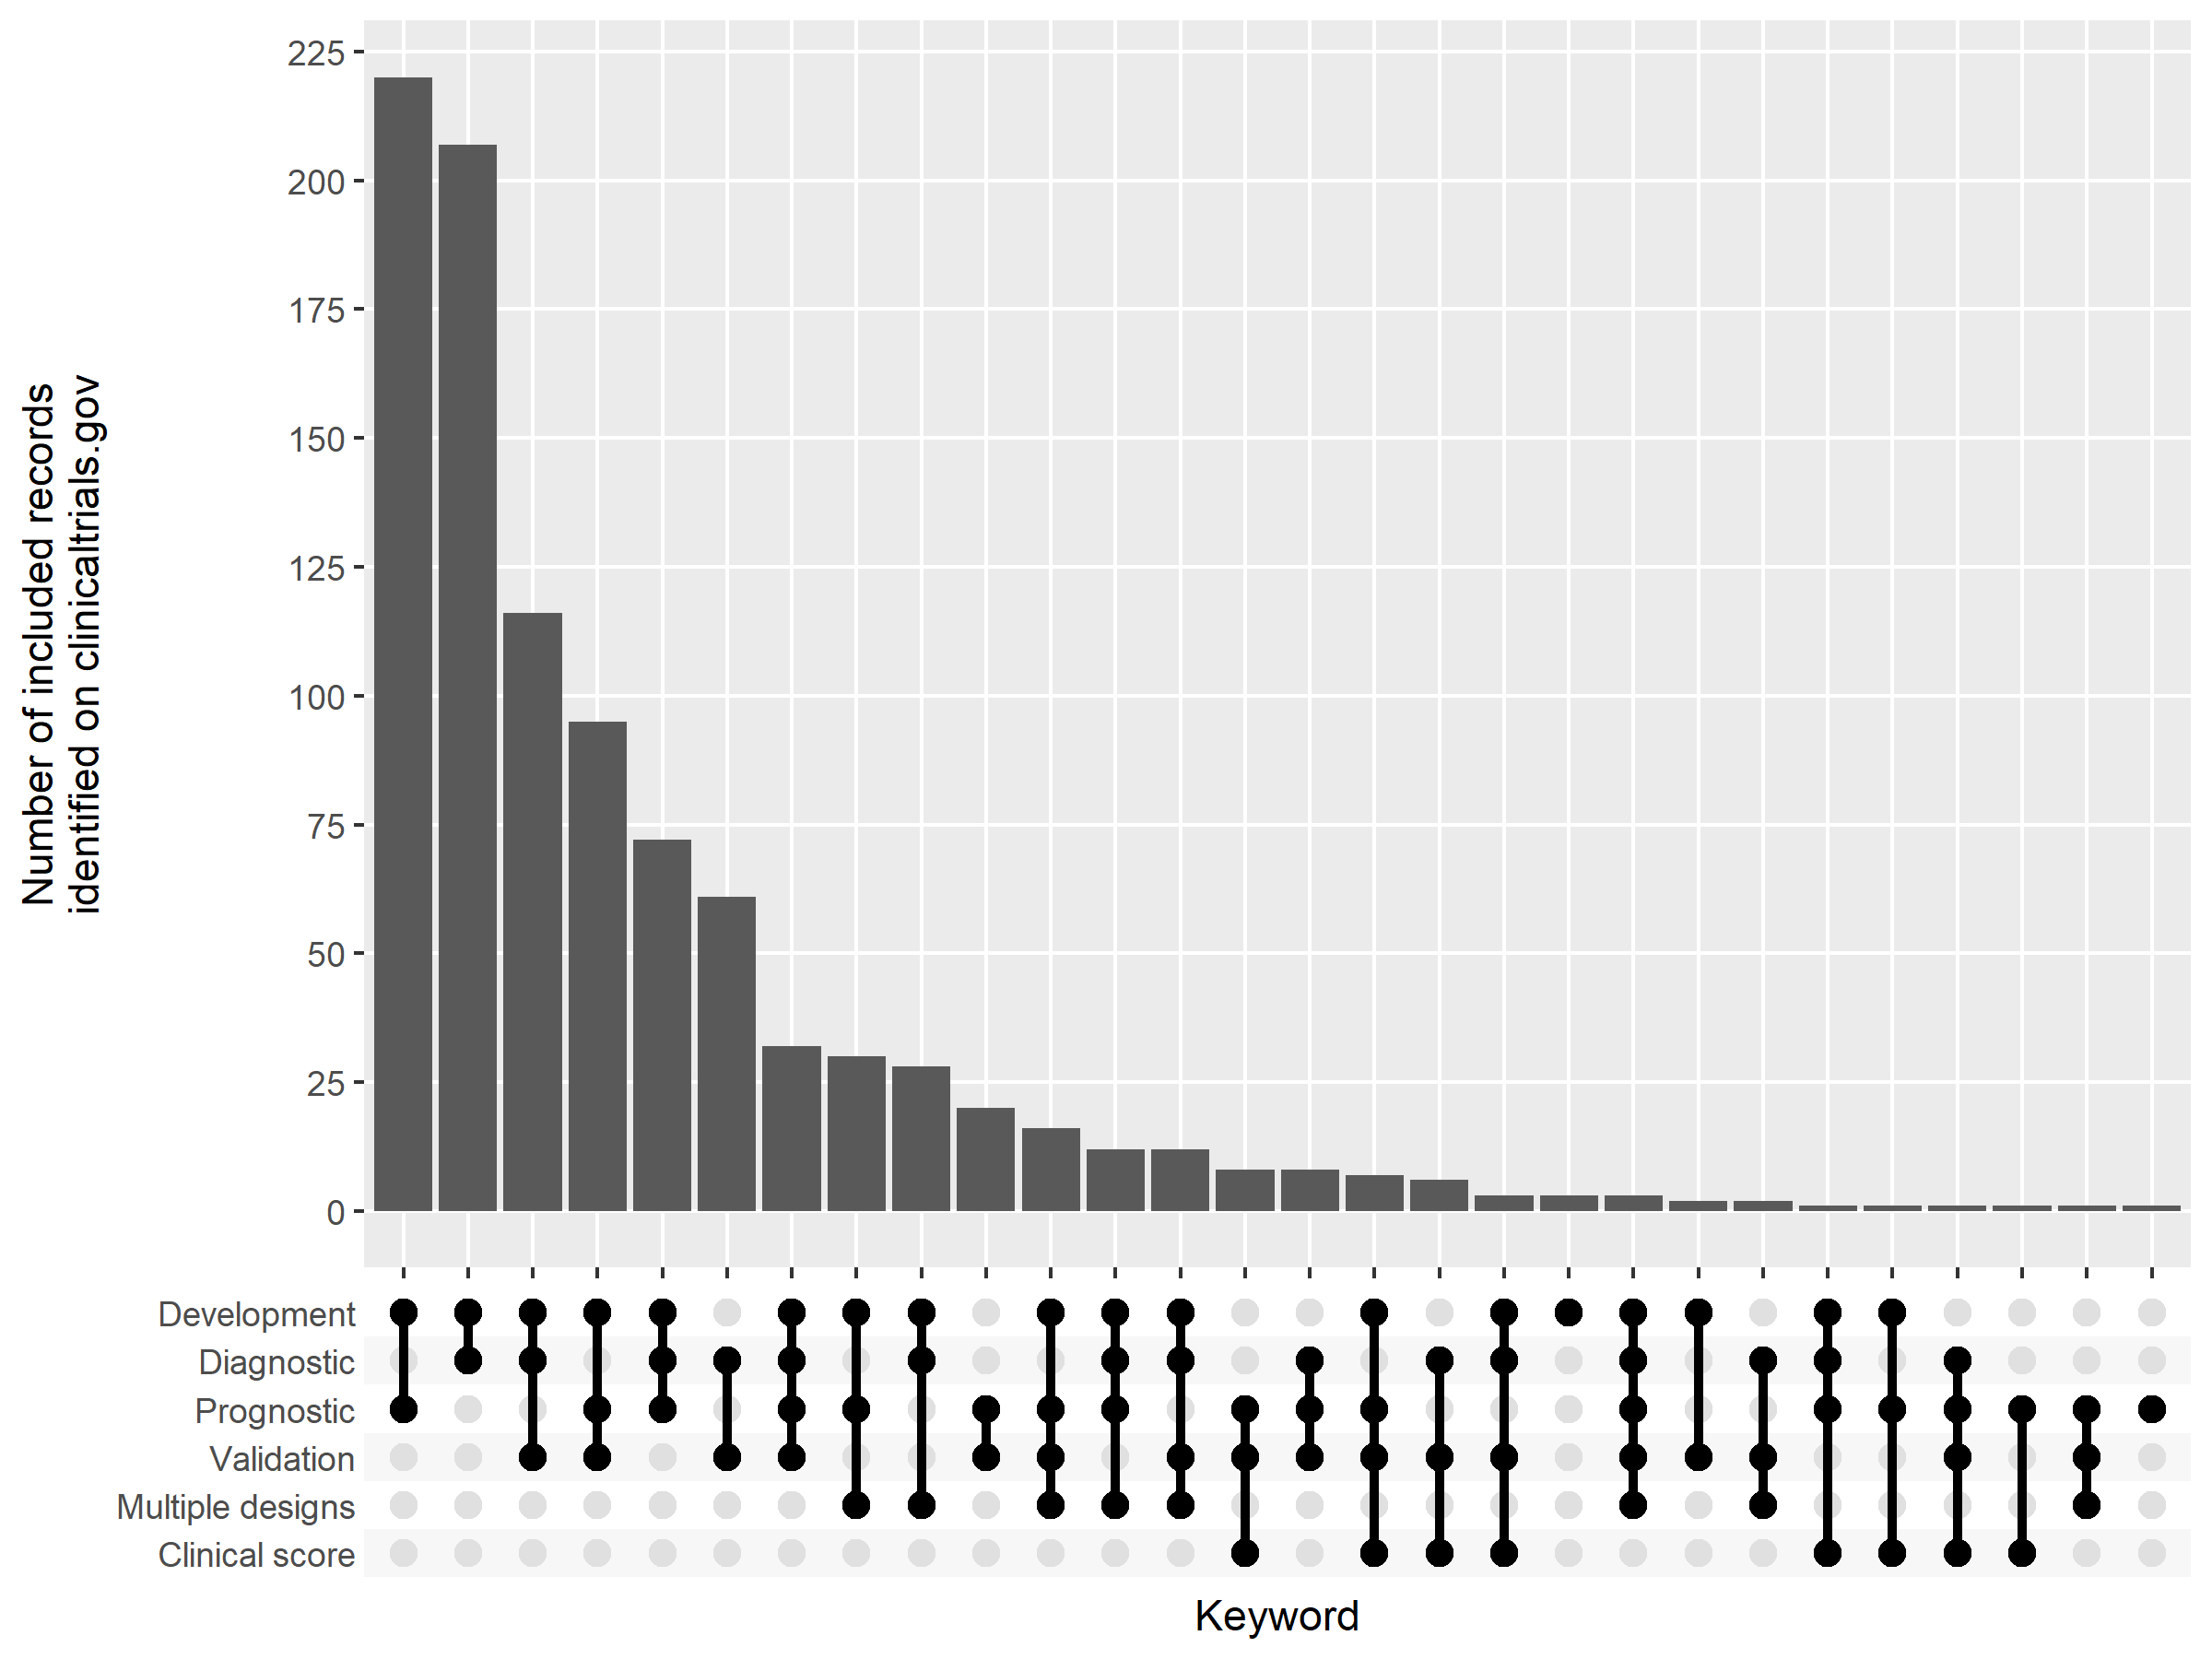 Number of included records
identified on clinicaltrials.gov
225
200
175
150
125
100
75
50
25
0
Development
Diagnostic
Prognostic
Validation
Multiple designs
Clinical score
Keyword